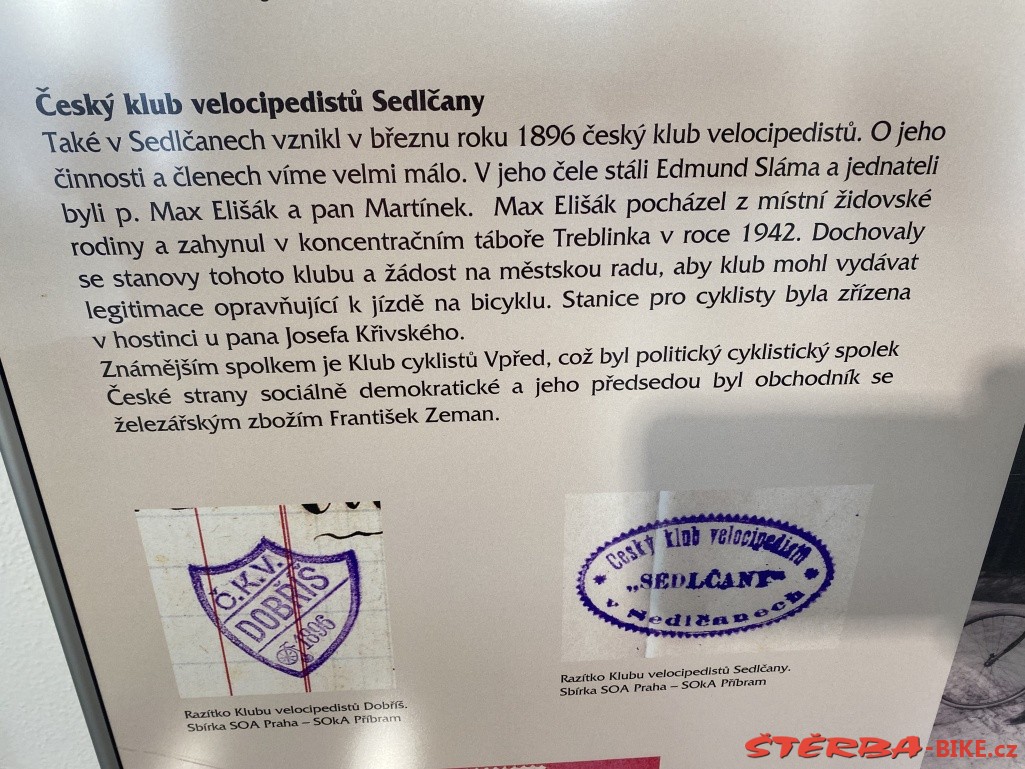 Český klub velocipedistů Sedlčany
Také v Sedlčanech vznikl v březnu roku 1896 český klub velocipedistů. O jeho
činnosti a členech víme velmi málo. V jeho čele stáli Edmund Sláma a jednateli
byli p. Max Elišák a pan Martínek. Max Elišák pocházel z místní židovské
rodiny a zahynul v koncentračním táboře Treblinka v roce 1942. Dochovaly
se stanovy tohoto klubu a žádost na městskou radu, aby klub mohl vydávat
legitimace opravňující k jízdě na bicyklu. Stanice pro cyklisty byla zřízena
v hostinci u pana Josefa Křivského.
Známějším spolkem je Klub cyklistů Vpřed, což byl politický cyklistický spolek
České strany sociálně demokratické a jeho předsedou byl obchodník se
železářským zbožím František Zeman.
Č.K.V.
DOBŘÍŠ
1896
Český klub velocipedistů
„SEDLČANY"
v Sedlčanech
Razítko Klubu velocipedistů Dobříš.
Sbírka SOA Praha – SOkA Příbram
Razítko Klubu velocipedistů Sedlčany.
Sbírka SOA Praha – SOkA Příbram
ŠTĚRBA-BIKE.cz